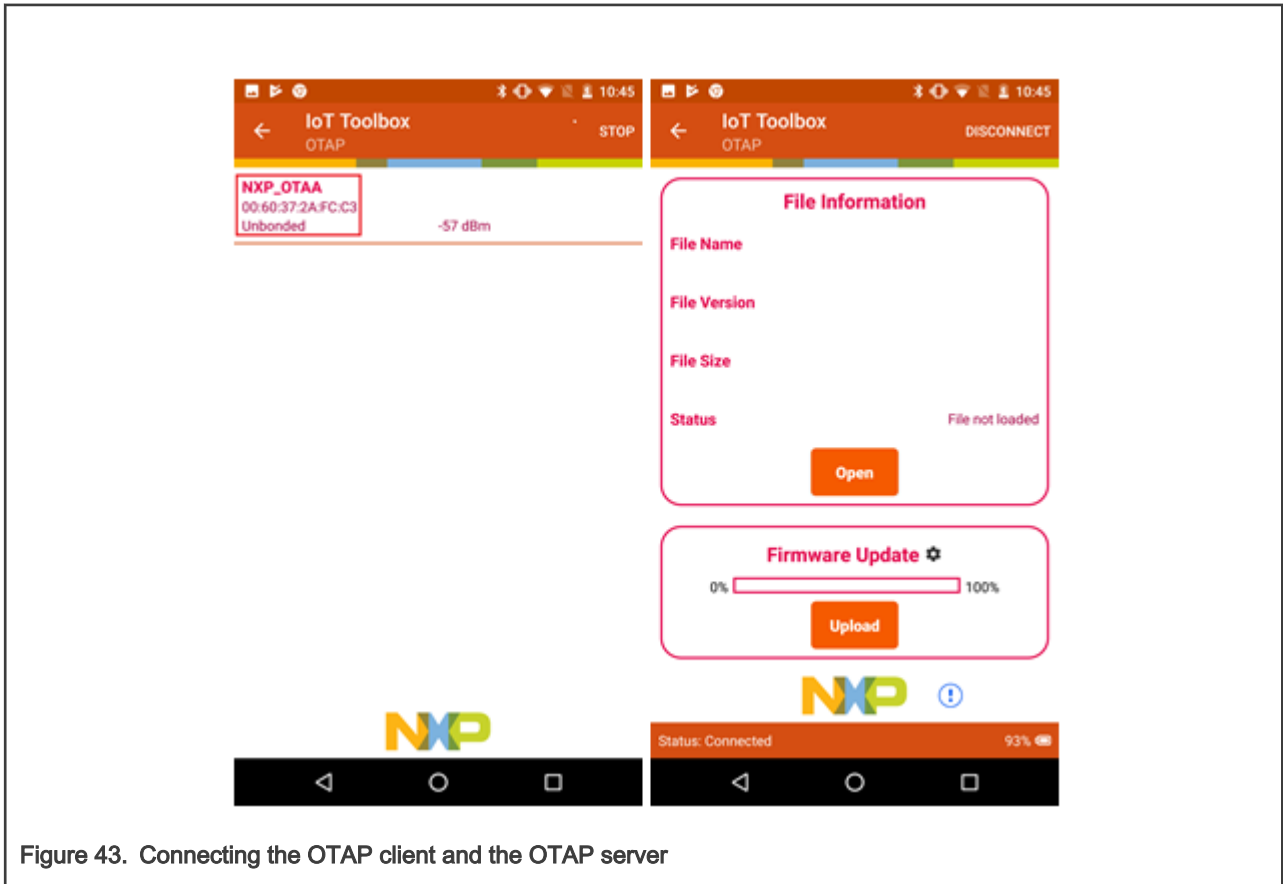 10:45
IoT Toolbox
OTAP
STOP
NXP_OTAA
00:60:37:2A:FC:C3
Unbonded -57 dBm
NXP
10:45
IoT Toolbox
OTAP
DISCONNECT
File Information
File Name
File Version
File Size
Status File not loaded
Open
Firmware Update
0% 100%
Upload
NXP
Status: Connected 93%
Figure 43. Connecting the OTAP client and the OTAP server